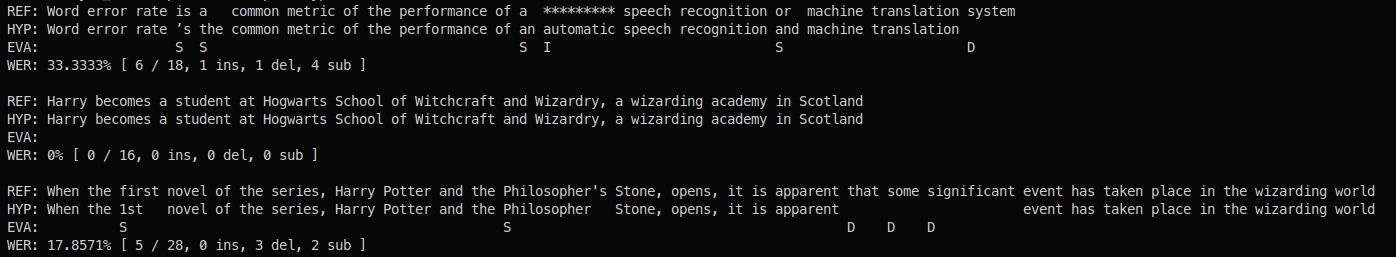 REF: Word error rate is a   common metric of the performance of a  ********* speech recognition or  machine translation system
HYP: Word error rate ’s the common metric of the performance of an automatic speech recognition and machine translation
EVA:                 S  S                                       S  I                            S                       D
WER: 33.3333% [ 6 / 18, 1 ins, 1 del, 4 sub ]
REF: Harry becomes a student at Hogwarts School of Witchcraft and Wizardry, a wizarding academy in Scotland
HYP: Harry becomes a student at Hogwarts School of Witchcraft and Wizardry, a wizarding academy in Scotland
EVA:
WER: 0% [ 0 / 16, 0 ins, 0 del, 0 sub ]
REF: When the first novel of the series, Harry Potter and the Philosopher's Stone, opens, it is apparent that some significant event has taken place in the wizarding world
HYP: When the 1st   novel of the series, Harry Potter and the Philosopher   Stone, opens, it is apparent                       event has taken place in the wizarding world
EVA:          S                                               S                                          D    D    D
WER: 17.8571% [ 5 / 28, 0 ins, 3 del, 2 sub ]